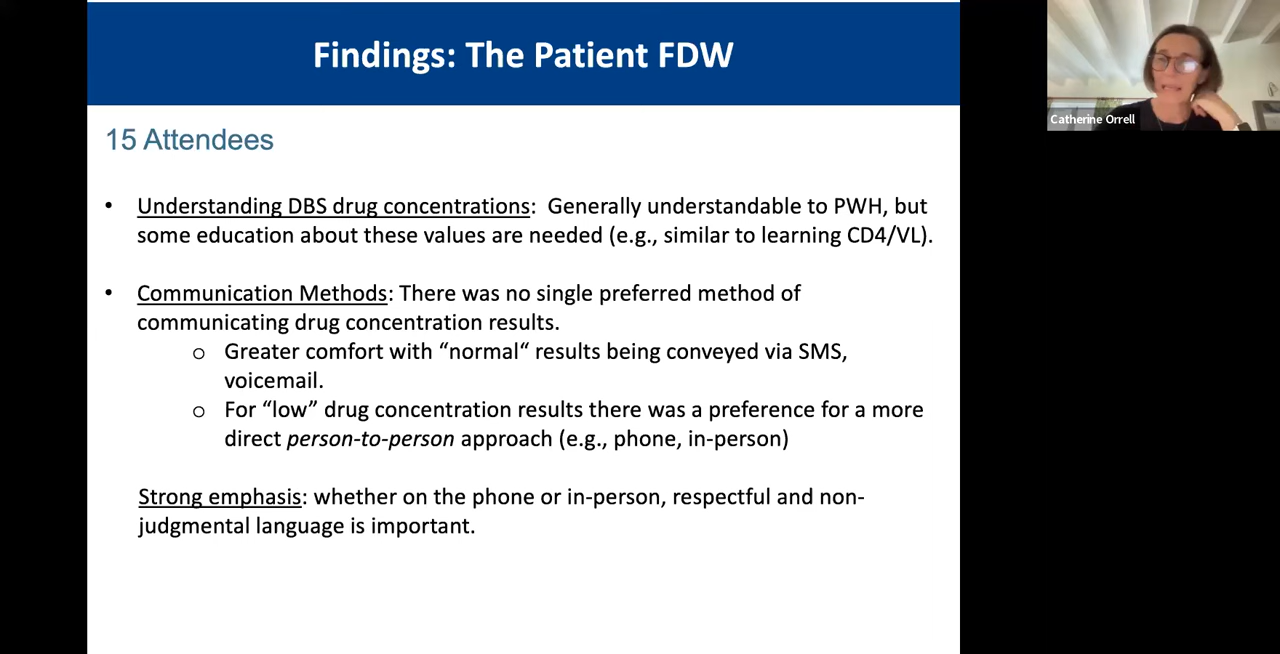 Findings: The Patient FDW
Catherine Orrell
15 Attendees
• Understanding DBS drug concentrations: Generally understandable to PWH, but
some education about these values are needed (e.g., similar to learning CD4/VL).
• Communication Methods: There was no single preferred method of
communicating drug concentration results.
o Greater comfort with “normal“ results being conveyed via SMS,
voicemail.
o For “low” drug concentration results there was a preference for a more
direct person-to-person approach (e.g., phone, in-person)
Strong emphasis: whether on the phone or in-person, respectful and non-
judgmental language is important.